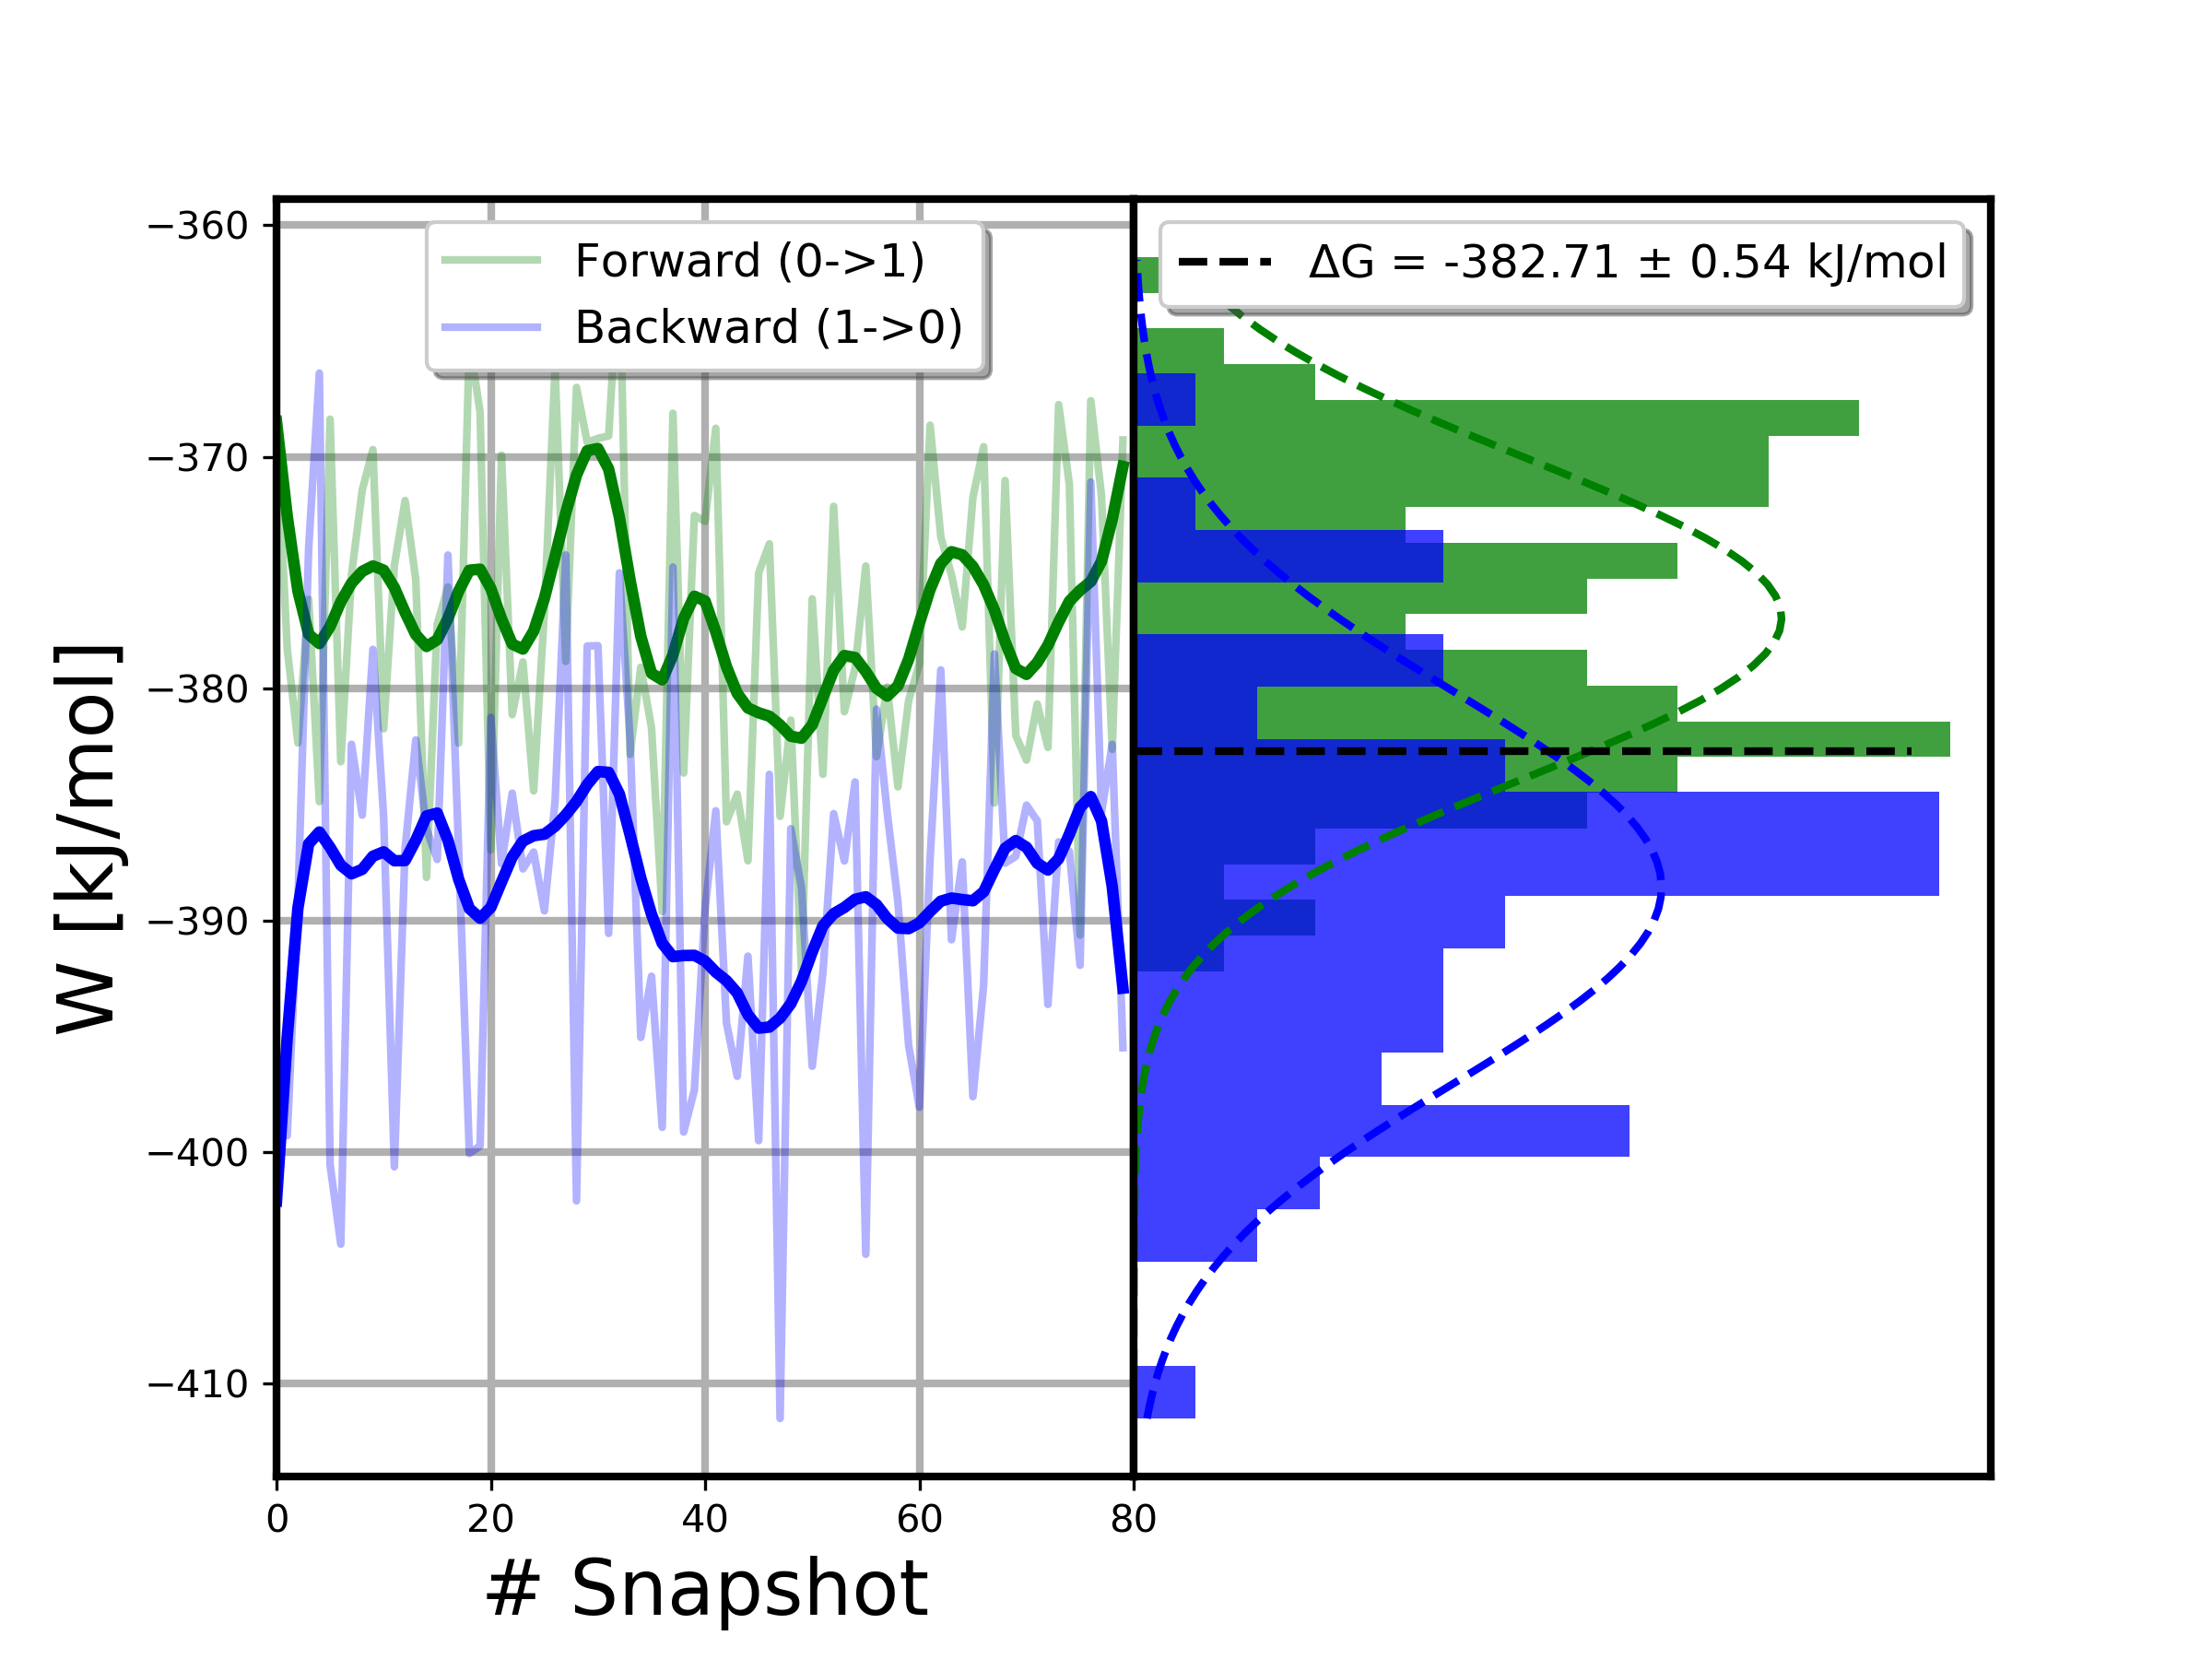 Forward (0->1)
Backward (1->0)
ΔG = -382.71 ± 0.54 kJ/mol
W [kJ/mol]
−360
−370
−380
−390
−400
−410
0 20 40 60 80
# Snapshot